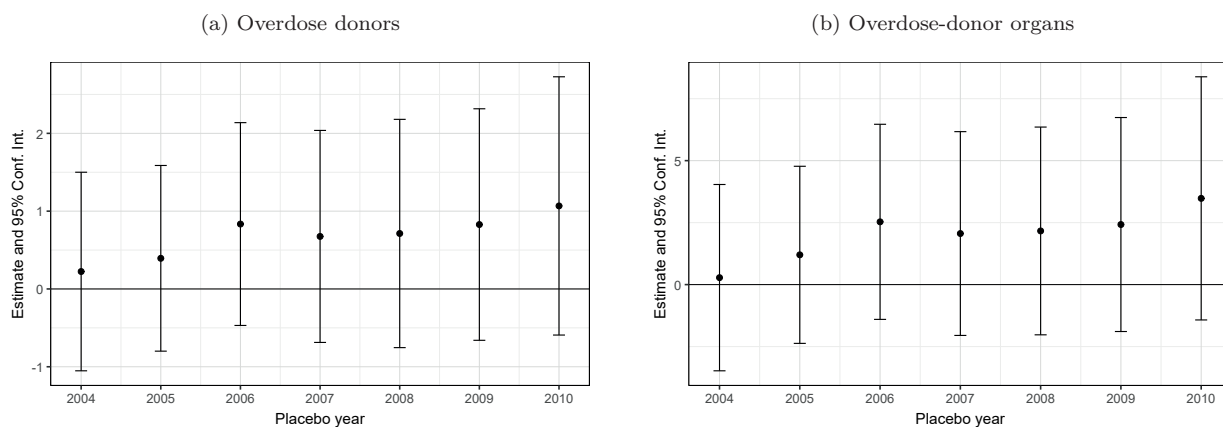 (a) Overdose donors
Estimate and 95% Conf. Int.
2
1
0
-1
2004 2005 2006 2007 2008 2009 2010
Placebo year
(b) Overdose-donor organs
Estimate and 95% Conf. Int.
5
0
2004 2005 2006 2007 2008 2009 2010
Placebo year